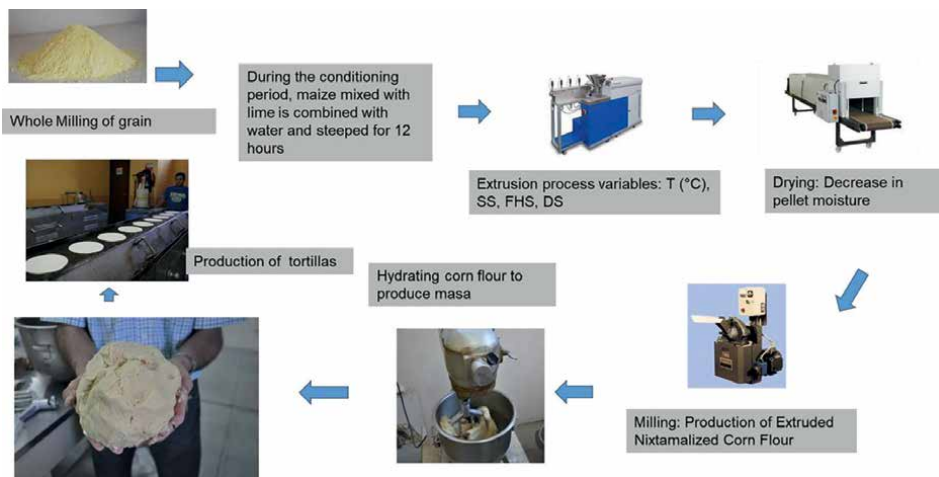 Whole Milling of grain
During the conditioning
period, maize mixed with
lime is combined with
water and steeped for 12
hours
Extrusion process variables: T (°C),
SS, FHS, DS
Drying: Decrease in
pellet moisture
Milling: Production of Extruded
Nixtamalized Corn Flour
Hydrating corn flour to
produce masa
Production of tortillas